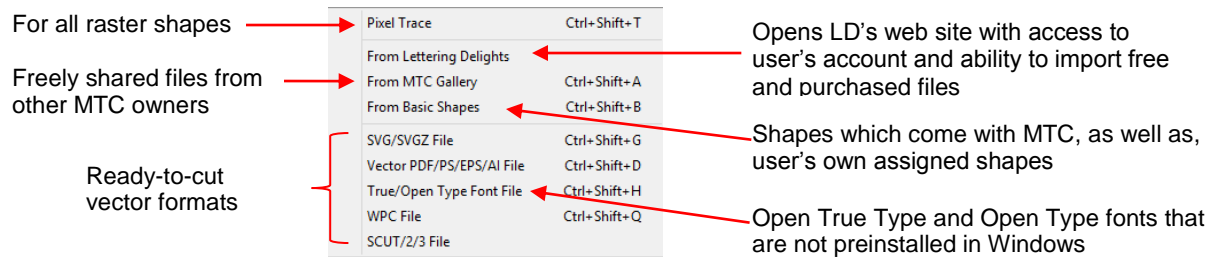 For all raster shapes
Freely shared files from
other MTC owners
Ready-to-cut
vector formats
Pixel Trace Ctrl+Shift+T
From Lettering Delights
From MTC Gallery Ctrl+Shift+A
From Basic Shapes Ctrl+Shift+B
SVG/SVGZ File Ctrl+Shift+G
Vector PDF/PS/EPS/AI File Ctrl+Shift+D
True/Open Type Font File Ctrl+Shift+H
WPC File Ctrl+Shift+Q
SCUT/2/3 File
Opens LD's web site with access to
user's account and ability to import free
and purchased files
Shapes which come with MTC, as well as,
user's own assigned shapes
Open True Type and Open Type fonts that
are not preinstalled in Windows